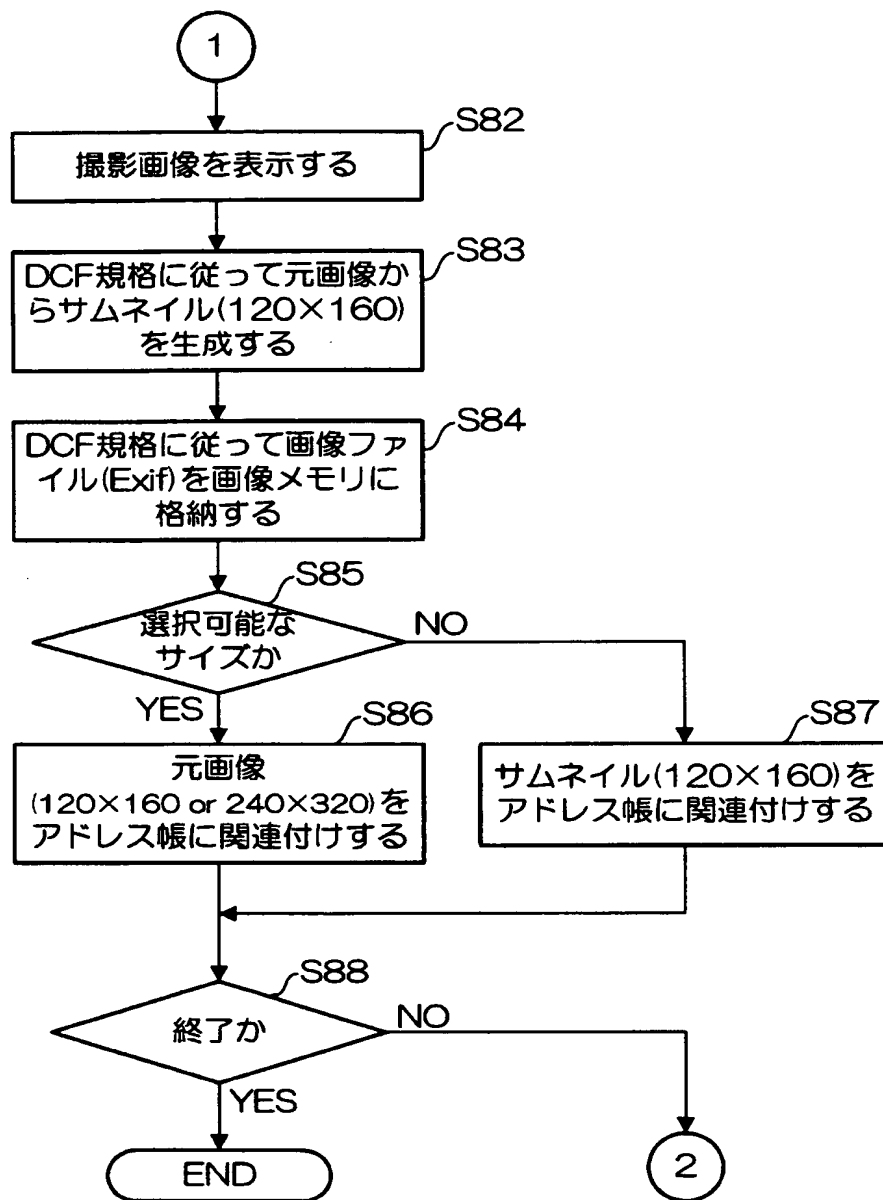 1
S82
撮影画像を表示する
S83
DCF規格に従って元画像か
らサムネイル(120×160)
を生成する
S84
DCF規格に従って画像ファ
イル(Exif)を画像メモリに
格納する
S85
選択可能な
サイズか
NO
YES
S86
元画像
(120×160 or 240×320)を
アドレス帳に関連付けする
S87
サムネイル(120×160)を
アドレス帳に関連付けする
S88
終了か
NO
YES
END
2